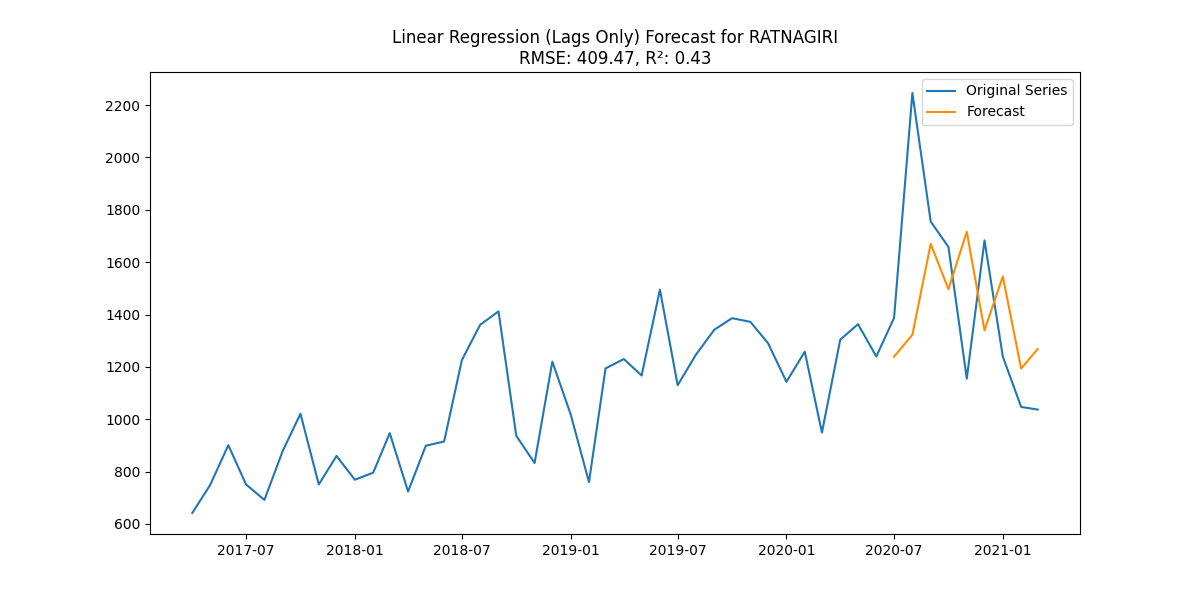 Linear Regression (Lags Only) Forecast for RATNAGIRI
RMSE: 409.47, R²: 0.43
Original Series
Forecast
2200
2000
1800
1600
1400
1200
1000
800
600
2017-07 2018-01 2018-07 2019-01 2019-07 2020-01 2020-07 2021-01